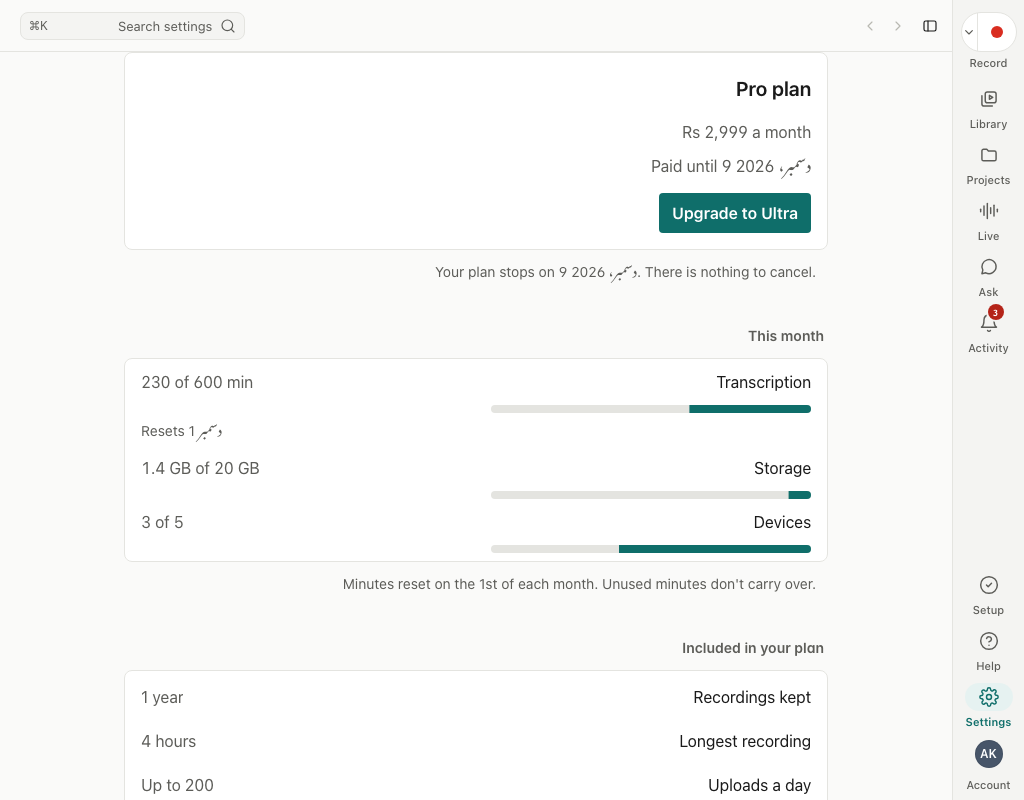 ⌘K
Search settings
Record
Library
Projects
Live
Ask
3
Activity
Setup
Help
Settings
AK
Account
Pro plan
Rs 2,999 a month
Paid until 9 دسمبر، 2026
Upgrade to Ultra
Your plan stops on 9 دسمبر، 2026. There is nothing to cancel.
This month
Transcription
230 of 600 min
Resets 1 دسمبر
Storage
1.4 GB of 20 GB
Devices
3 of 5
Minutes reset on the 1st of each month. Unused minutes don't carry over.
Included in your plan
Recordings kept
1 year
Longest recording
4 hours
Uploads a day
Up to 200